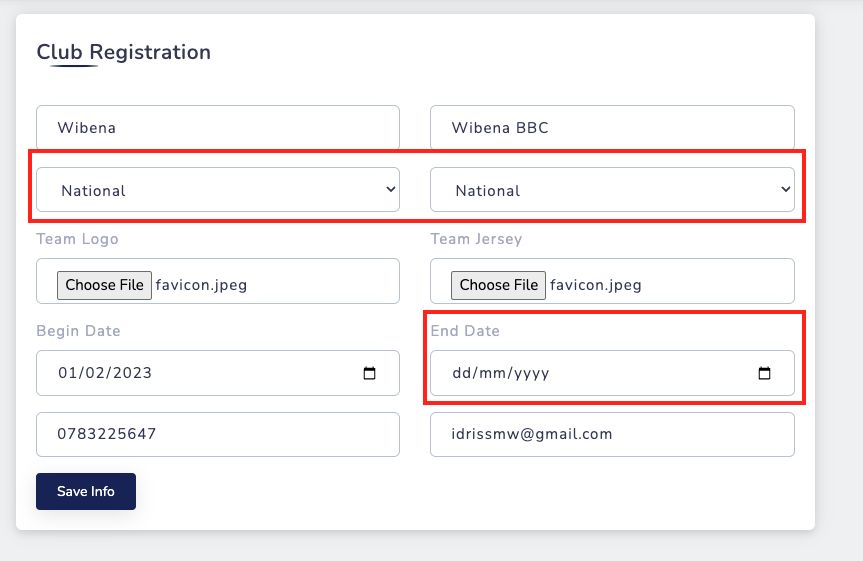 Club Registration
Wibena Wibena BBC
National National
Team Logo Team Jersey
Choose File favicon.jpeg Choose File favicon.jpeg
Begin Date End Date
01/02/2023 dd/mm/yyyy
0783225647 idrissmw@gmail.com
Save Info